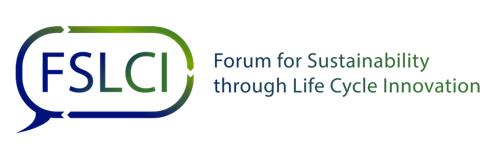 FSLCI
Forum for Sustainability
through Life Cycle Innovation